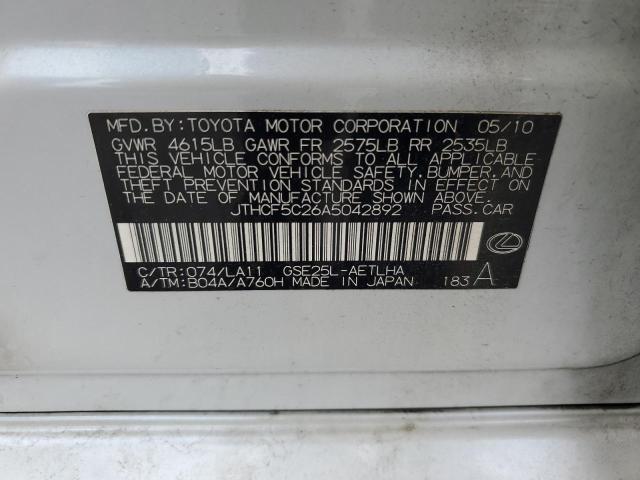 MFD.BY:TOYOTA MOTOR CORPORATION 05/10
GVWR 4615LB GAWR FR 2575LB RR 2535LB
THIS VEHICLE CONFORMS TO ALL APPLICABLE
FEDERAL MOTOR VEHICLE SAFETY,BUMPER,AND
THEFT PREVENTION STANDARDS IN EFFECT ON
THE DATE OF MANUFACTURE SHOWN ABOVE.
JTHCF5C26A5042892 PASS.CAR
C/TR:074/LA11 GSE25L-AETLHA
A/TM:B04A/A760H MADE IN JAPAN 183 A